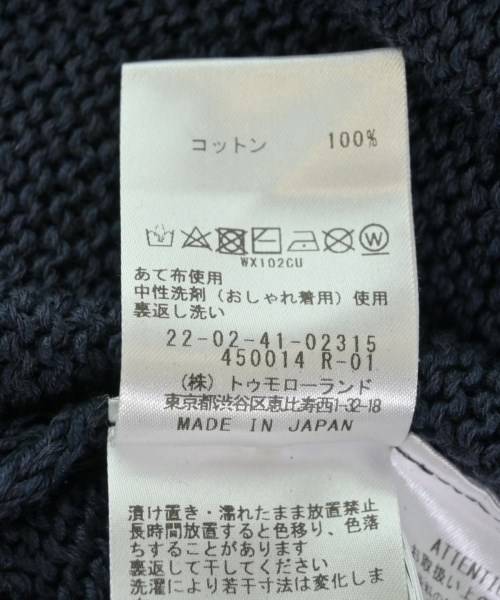 コットン 100%
W
WX102CU
あて布使用
中性洗剤（おしゃれ着用）使用
裏返し洗い
22-02-41-02315
450014 R-01
（株）トゥモローランド
東京都渋谷区恵比寿西1-32-18
MADE IN JAPAN
漬け置き・濡れたまま放置禁止
長時間放置すると色移り、色落
ちすることがあります
裏返して干してください
洗濯により若干寸法は変化しま
ATTENTI
お取扱い上